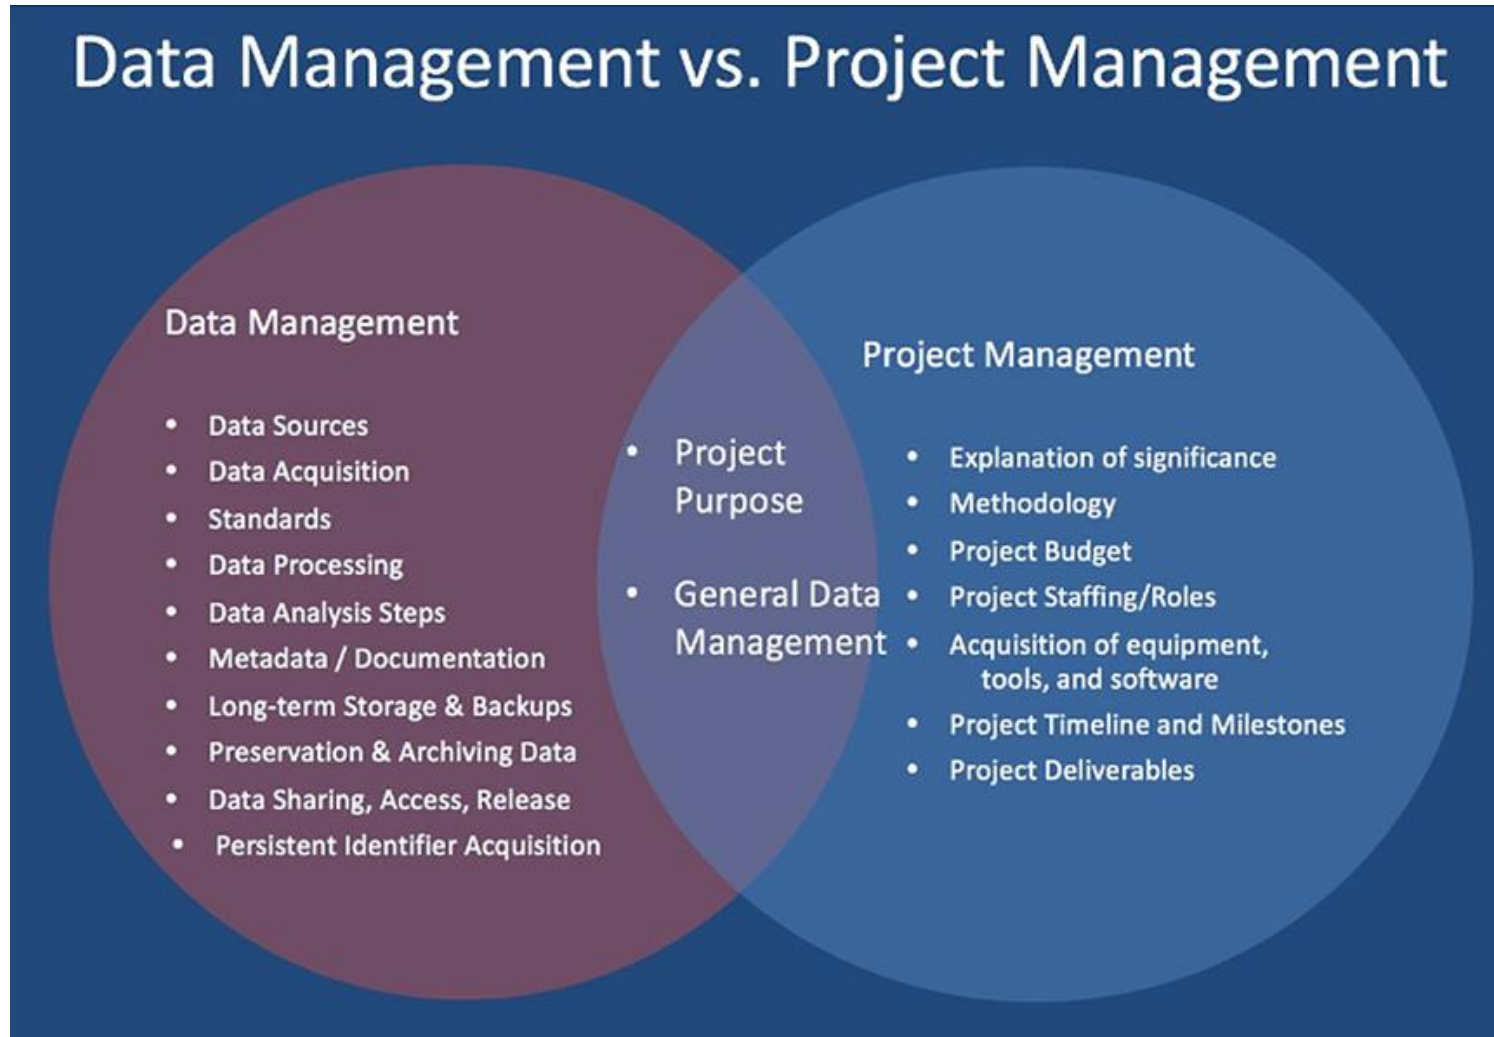 Data Management vs. Project Management
Data Management
• Data Sources
• Data Acquisition
• Standards
• Data Processing
• Data Analysis Steps
• Metadata / Documentation
• Long-term Storage & Backups
• Preservation & Archiving Data
• Data Sharing, Access, Release
• Persistent Identifier Acquisition
• Project
Purpose
• General Data
Management
Project Management
• Explanation of significance
• Methodology
• Project Budget
• Project Staffing/Roles
• Acquisition of equipment,
tools, and software
• Project Timeline and Milestones
• Project Deliverables